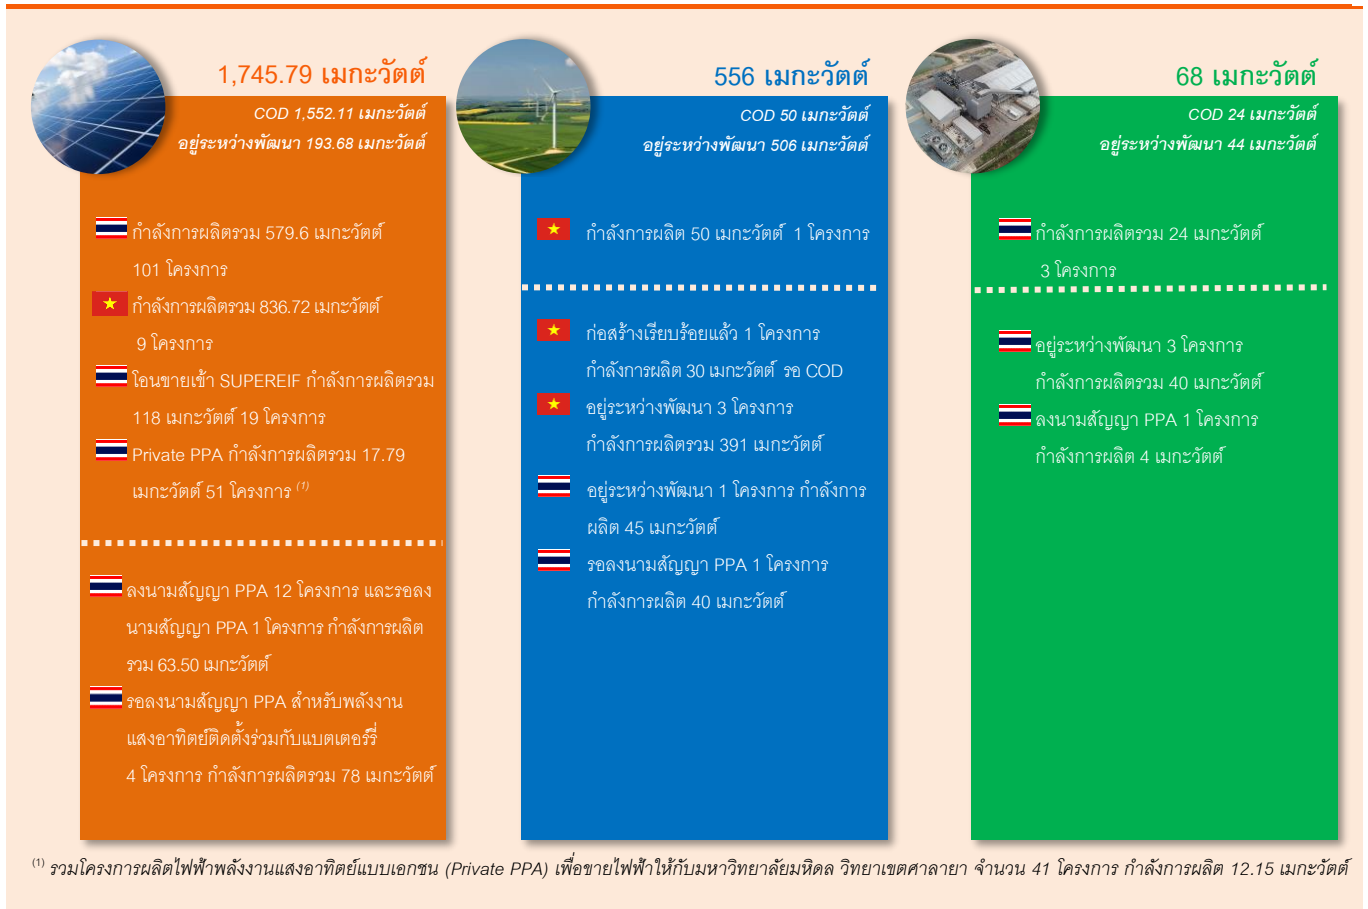 1,745.79 เมกะวัตต์
COD 1,552.11 เมกะวัตต์
อยู่ระหว่างพัฒนา 193.68 เมกะวัตต์
กำลังการผลิตรวม 579.6 เมกะวัตต์
101 โครงการ
กำลังการผลิตรวม 836.72 เมกะวัตต์
9 โครงการ
โอนขายเข้า SUPEREIF กำลังการผลิตรวม
118 เมกะวัตต์ 19 โครงการ
Private PPA กำลังการผลิตรวม 17.79
เมกะวัตต์ 51 โครงการ (1)
ลงนามสัญญา PPA 12 โครงการ และรอลง
นามสัญญา PPA 1 โครงการ กำลังการผลิต
รวม 63.50 เมกะวัตต์
รอลงนามสัญญา PPA สำหรับพลังงาน
แสงอาทิตย์ติดตั้งร่วมกับแบตเตอร์รี่
4 โครงการ กำลังการผลิตรวม 78 เมกะวัตต์
556 เมกะวัตต์
COD 50 เมกะวัตต์
อยู่ระหว่างพัฒนา 506 เมกะวัตต์
กำลังการผลิต 50 เมกะวัตต์ 1 โครงการ
ก่อสร้างเรียบร้อยแล้ว 1 โครงการ
กำลังการผลิต 30 เมกะวัตต์ รอ COD
อยู่ระหว่างพัฒนา 3 โครงการ
กำลังการผลิตรวม 391 เมกะวัตต์
อยู่ระหว่างพัฒนา 1 โครงการ กำลังการ
ผลิต 45 เมกะวัตต์
รอลงนามสัญญา PPA 1 โครงการ
กำลังการผลิต 40 เมกะวัตต์
68 เมกะวัตต์
COD 24 เมกะวัตต์
อยู่ระหว่างพัฒนา 44 เมกะวัตต์
กำลังการผลิตรวม 24 เมกะวัตต์
3 โครงการ
อยู่ระหว่างพัฒนา 3 โครงการ
กำลังการผลิตรวม 40 เมกะวัตต์
ลงนามสัญญา PPA 1 โครงการ
กำลังการผลิต 4 เมกะวัตต์
(1) รวมโครงการผลิตไฟฟ้าพลังงานแสงอาทิตย์แบบเอกชน (Private PPA) เพื่อขายไฟฟ้าให้กับมหาวิทยาลัยมหิดล วิทยาเขตศาลายา จำนวน 41 โครงการ กำลังการผลิต 12.15 เมกะวัตต์